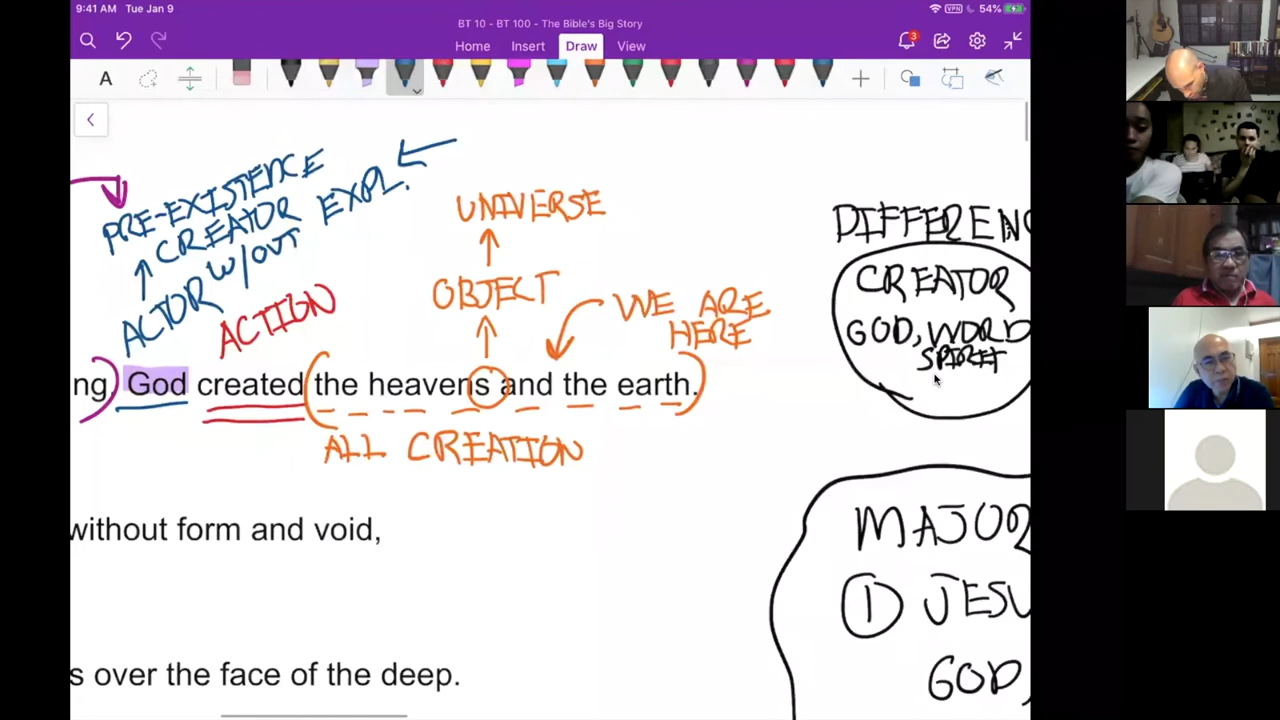 9:41 AM Tue Jan 9
VPN 54%
BT 10 - BT 100 - The Bible's Big Story
Home Insert Draw View
3
A
PRE-EXISTENCE
CREATOR
W/OUT EXPL.
ACTOR
ACTION
UNIVERSE
OBJECT
WE ARE
HERE
ng) God created (the heavens and the earth.)
ALL CREATION
without form and void,
s over the face of the deep.
DIFFEREN
CREATOR
GOD, WORD
SPIRIT
MAJOR
① JESU
GOD,